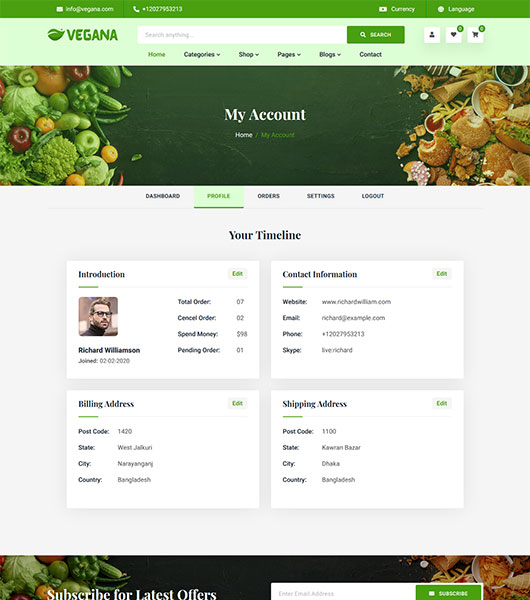 info@vegana.com +12027953213 Currency Language
VEGANA Search anything ... SEARCH 0 0
Home Categories Shop Pages Blogs Contact
My Account
Home / My Account
DASHBOARD PROFILE ORDERS SETTINGS LOGOUT
Your Timeline
Introduction Edit
Total Order: 07
Cencel Order: 02
Spend Money: $98
Pending Order: 01
Richard Williamson
Joined: 02-02-2020
Contact Information Edit
Website: www.richardwilliam.com
Email: richard@example.com
Phone: +12027953213
Skype: live:richard
Billing Address Edit
Post Code: 1420
State: West Jalkuri
City: Narayanganj
Country: Bangladesh
Shipping Address Edit
Post Code: 1100
State: Kawran Bazar
City: Dhaka
Country: Bangladesh
Subscribe for Latest Offers
Enter Email Address SUBSCRIBE